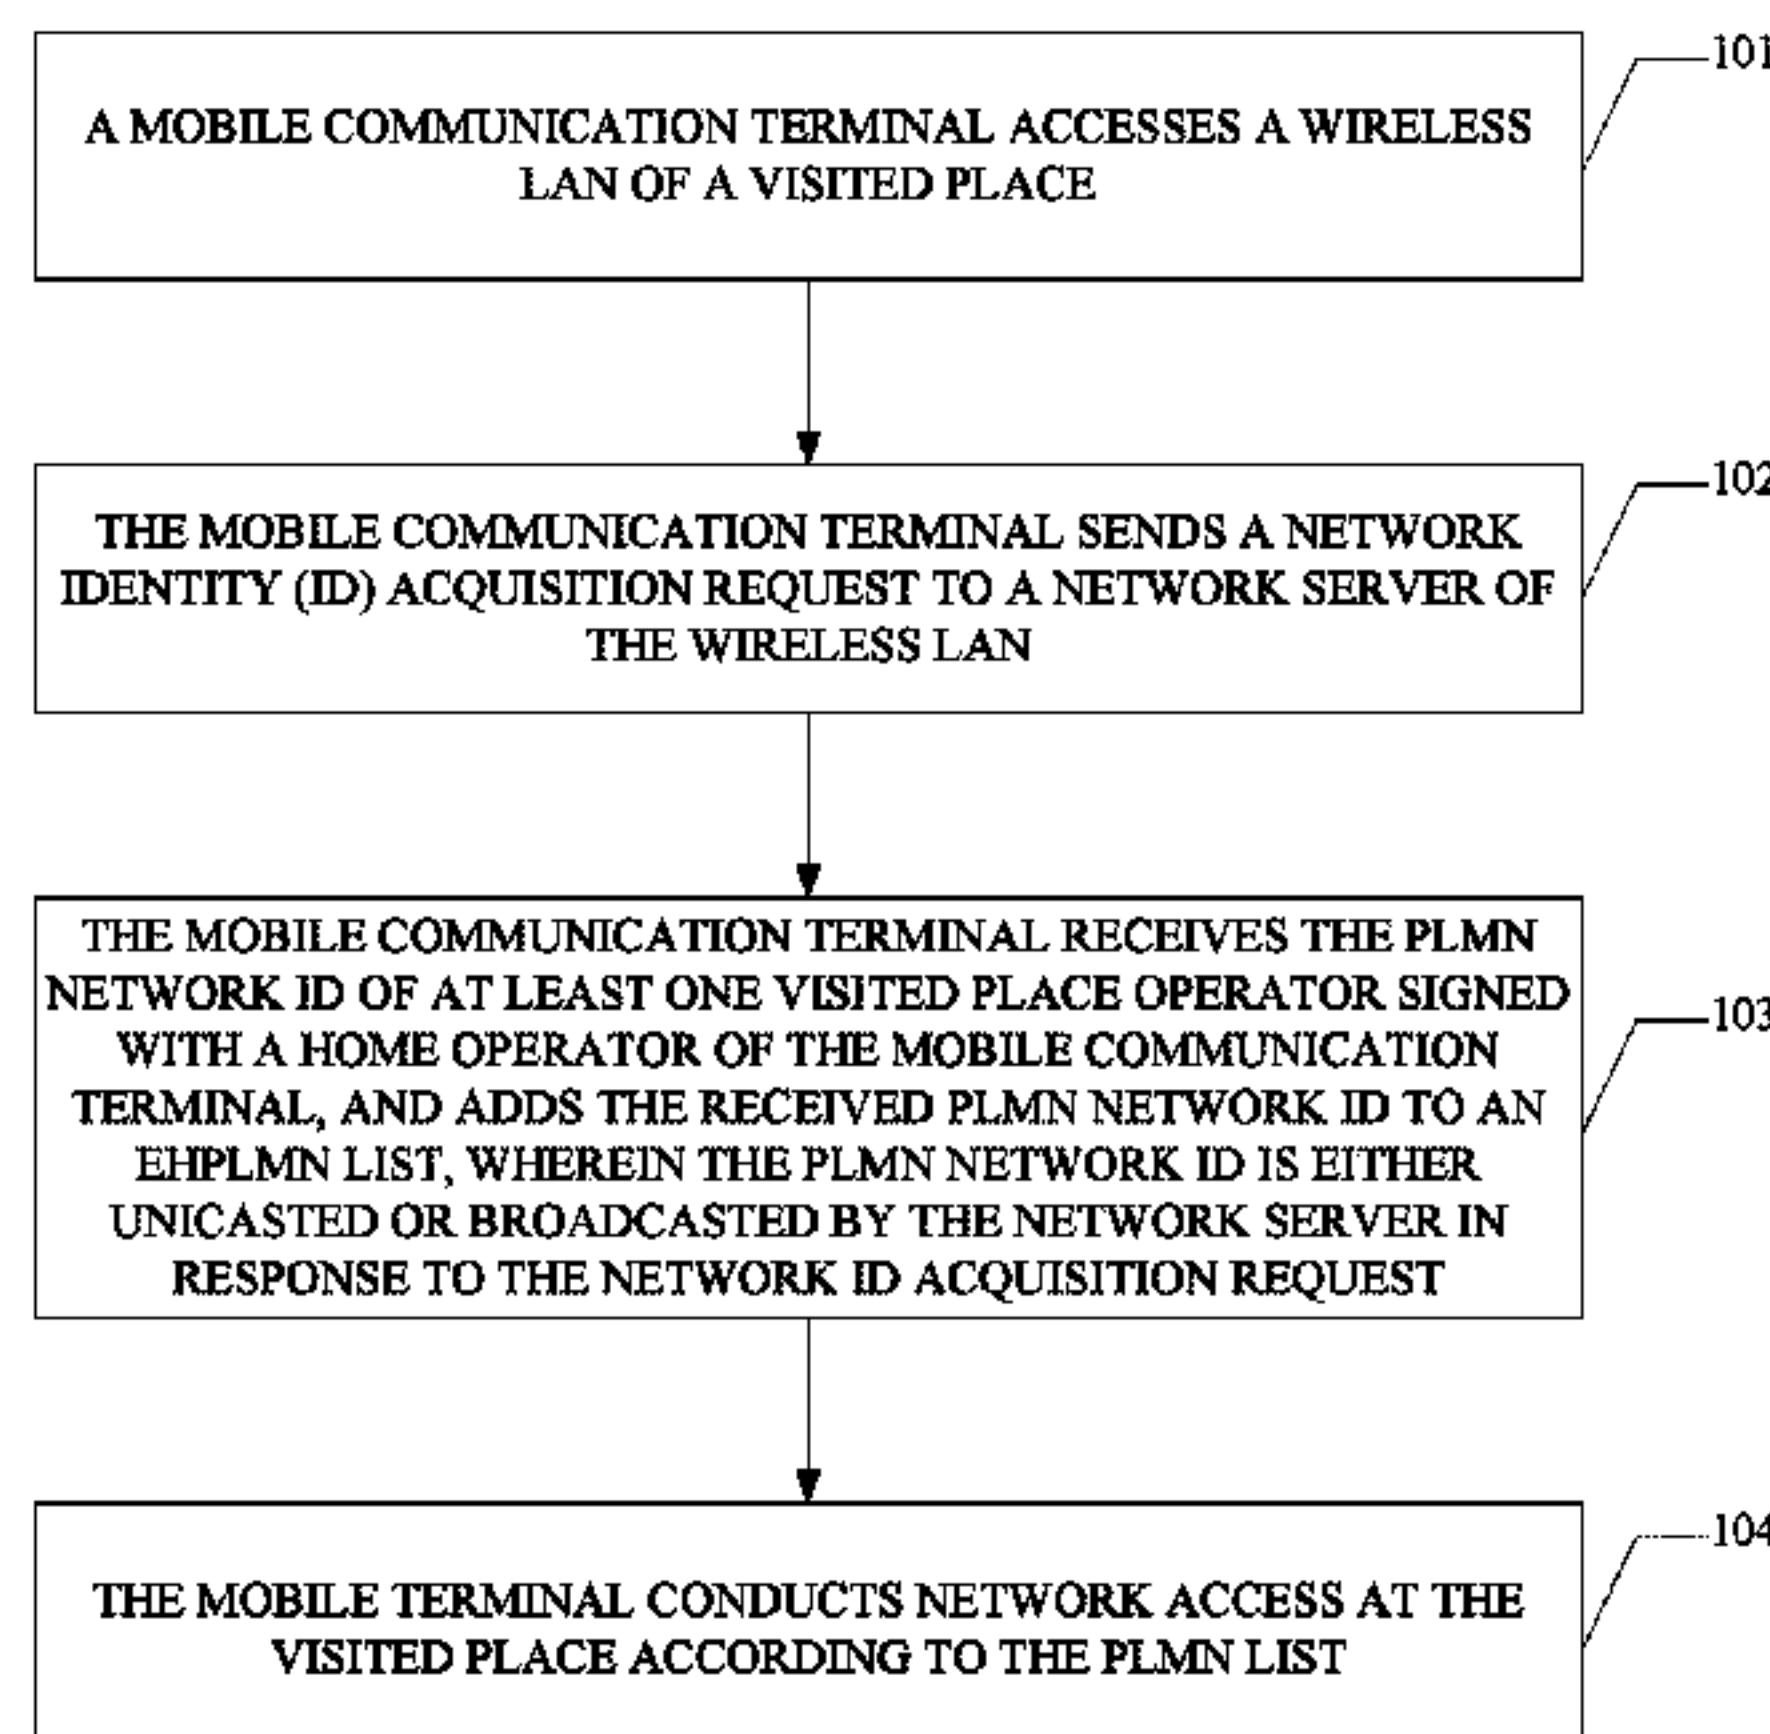 101
A MOBILE COMMUNICATION TERMINAL ACCESSES A WIRELESS
LAN OF A VISITED PLACE
102
THE MOBILE COMMUNICATION TERMINAL SENDS A NETWORK
IDENTITY (ID) ACQUISITION REQUEST TO A NETWORK SERVER OF
THE WIRELESS LAN
THE MOBILE COMMUNICATION TERMINAL RECEIVES THE PLMN
NETWORK ID OF AT LEAST ONE VISITED PLACE OPERATOR SIGNED
103
WITH A HOME OPERATOR OF THE MOBILE COMMUNICATION
TERMINAL, AND ADDS THE RECEIVED PLMN NETWORK ID TO AN
EHPLMN LIST, WHEREIN THE PLMN NETWORK ID IS EITHER
UNICASTED OR BROADCASTED BY THE NETWORK SERVER IN
RESPONSE TO THE NETWORK ID ACQUISITION REQUEST
104
THE MOBILE TERMINAL CONDUCTS NETWORK ACCESS AT THE
VISITED PLACE ACCORDING TO THE PLMN LIST